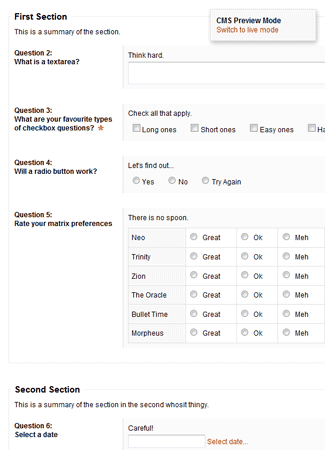 First Section
CMS Preview Mode
Switch to live mode
This is a summary of the section.
Question 2:
What is a textarea?
Think hard.
Question 3:
What are your favourite types
of checkbox questions? *
Check all that apply.
Long ones Short ones Easy ones Ha
Question 4:
Will a radio button work?
Let's find out...
Yes No Try Again
Question 5:
Rate your matrix preferences
There is no spoon.
Neo Great Ok Meh
Trinity Great Ok Meh
Zion Great Ok Meh
The Oracle Great Ok Meh
Bullet Time Great Ok Meh
Morpheus Great Ok Meh
Second Section
This is a summary of the section in the second whosit thingy.
Question 6:
Select a date
Careful!
Select date...